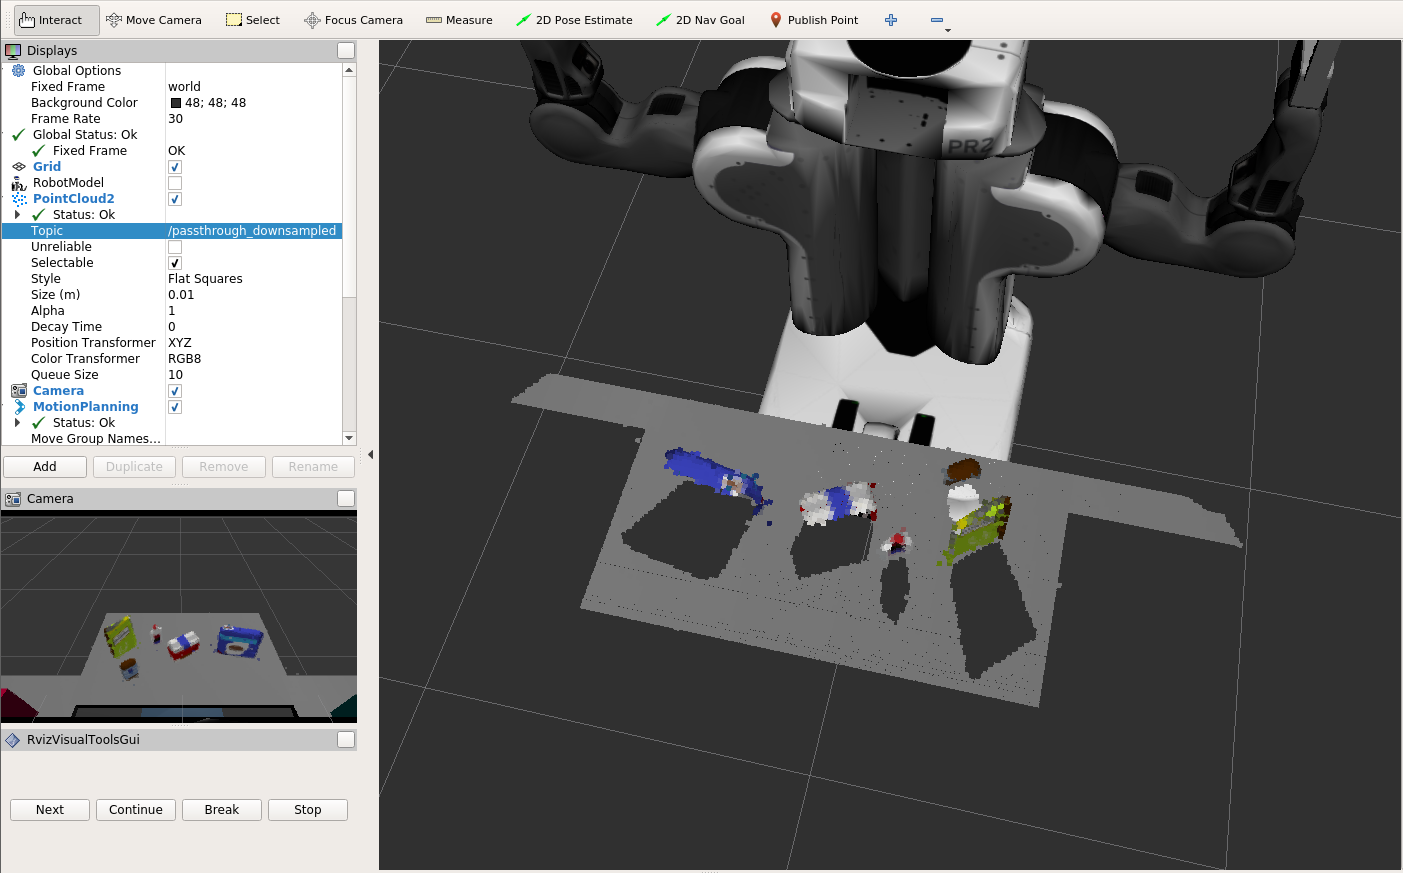 Interact Move Camera Select Focus Camera Measure 2D Pose Estimate 2D Nav Goal Publish Point
Displays
Global Options
Fixed Frame world
Background Color 48; 48; 48
Frame Rate 30
Global Status: Ok
Fixed Frame OK
Grid
RobotModel
PointCloud2
Status: Ok
Topic /passthrough_downsampled
Unreliable
Selectable
Style Flat Squares
Size (m) 0.01
Alpha 1
Decay Time 0
Position Transformer XYZ
Color Transformer RGB8
Queue Size 10
Camera
MotionPlanning
Status: Ok
Move Group Names...
Add Duplicate Remove Rename
Camera
RvizVisualToolsGui
Next Continue Break Stop
PR2